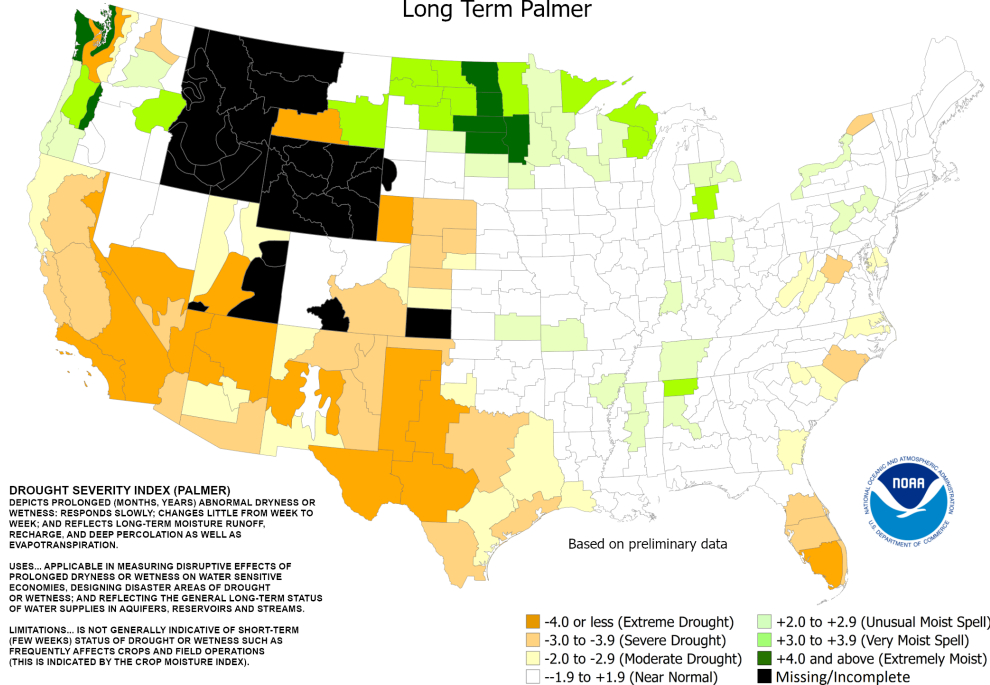 Long Term Palmer
DROUGHT SEVERITY INDEX (PALMER)
DEPICTS PROLONGED (MONTHS, YEARS) ABNORMAL DRYNESS OR
WETNESS: RESPONDS SLOWLY; CHANGES LITTLE FROM WEEK TO
WEEK; AND REFLECTS LONG-TERM MOISTURE RUNOFF,
RECHARGE, AND DEEP PERCOLATION AS WELL AS
EVAPOTRANSPIRATION.
USES... APPLICABLE IN MEASURING DISRUPTIVE EFFECTS OF
PROLONGED DRYNESS OR WETNESS ON WATER SENSITIVE
ECONOMIES, DESIGNING DISASTER AREAS OF DROUGHT
OR WETNESS; AND REFLECTING THE GENERAL LONG-TERM STATUS
OF WATER SUPPLIES IN AQUIFERS, RESERVOIRS AND STREAMS.
LIMITATIONS... IS NOT GENERALLY INDICATIVE OF SHORT-TERM
(FEW WEEKS) STATUS OF DROUGHT OR WETNESS SUCH AS
FREQUENTLY AFFECTS CROPS AND FIELD OPERATIONS
(THIS IS INDICATED BY THE CROP MOISTURE INDEX).
NATIONAL OCEANIC AND ATMOSPHERIC ADMINISTRATION
NOAA
U.S. DEPARTMENT OF COMMERCE
Based on preliminary data
-4.0 or less (Extreme Drought)
-3.0 to -3.9 (Severe Drought)
-2.0 to -2.9 (Moderate Drought)
--1.9 to +1.9 (Near Normal)
+2.0 to +2.9 (Unusual Moist Spell)
+3.0 to +3.9 (Very Moist Spell)
+4.0 and above (Extremely Moist)
Missing/Incomplete